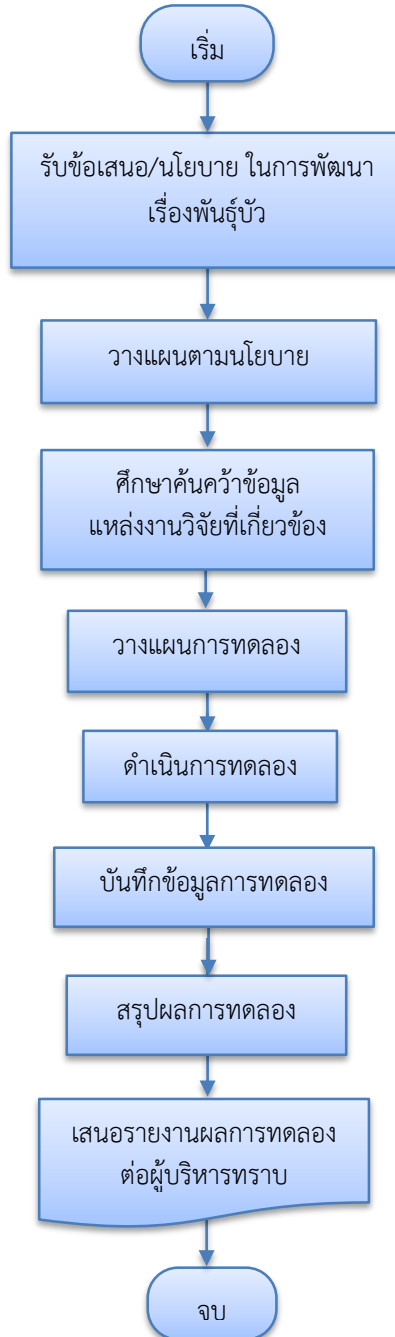 เริ่ม
รับข้อเสนอ/นโยบาย ในการพัฒนา
เรื่องพันธุ์บัว
วางแผนตามนโยบาย
ศึกษาค้นคว้าข้อมูล
แหล่งงานวิจัยที่เกี่ยวข้อง
วางแผนการทดลอง
ดำเนินการทดลอง
บันทึกข้อมูลการทดลอง
สรุปผลการทดลอง
เสนอรายงานผลการทดลอง
ต่อผู้บริหารทราบ
จบ